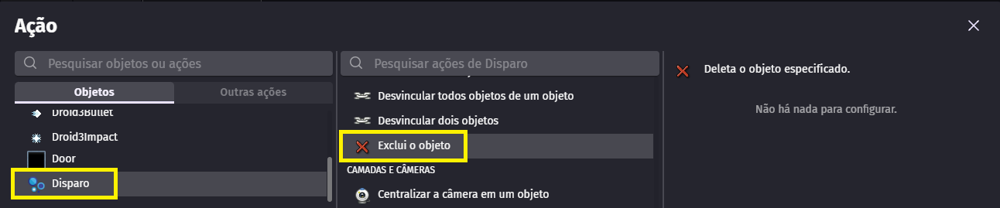 Ação
Pesquisar objetos ou ações
Objetos
Outras ações
Droid3Bullet
Droid3Impact
Door
Disparo
Pesquisar ações de Disparo
Desvincular todos objetos de um objeto
Desvincular dois objetos
Exclui o objeto
CAMADAS E CÂMERAS
Centralizar a câmera em um objeto
Deleta o objeto especificado.
Não há nada para configurar.